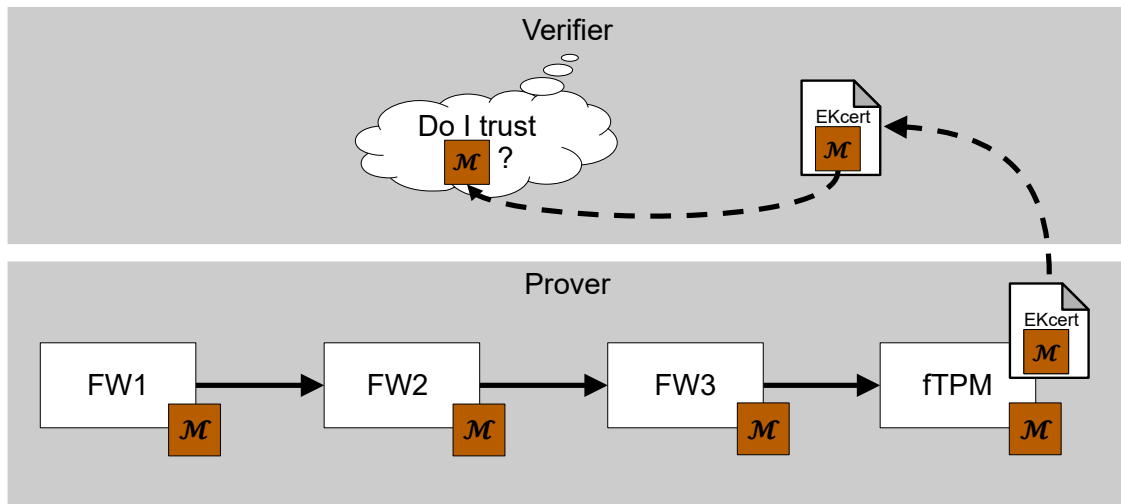 Verifier
Do I trust
ℳ ?
EKcert
ℳ
Prover
EKcert
ℳ
FW1
ℳ
FW2
ℳ
FW3
ℳ
fTPM
ℳ